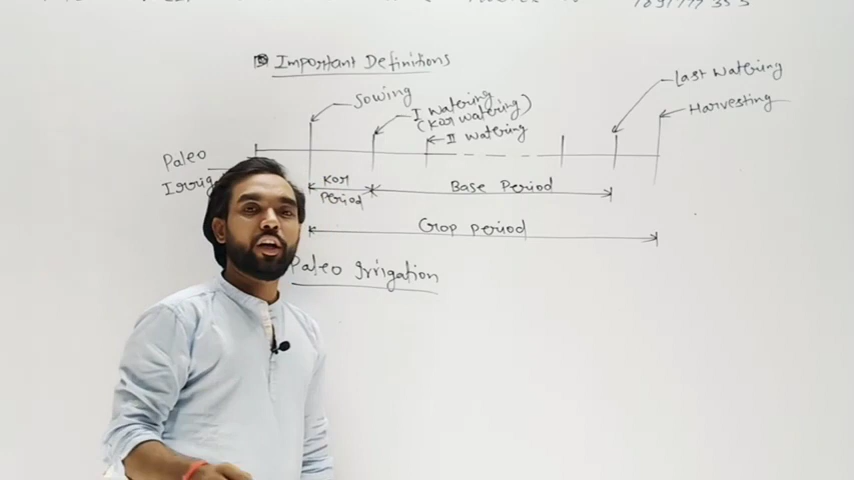 Important Definitions
Last Watering
Sowing
I Watering
(Kor watering)
Harvesting
II Watering
Paleo
Kor
Period
Base Period
Crop period
Paleo Irrigation